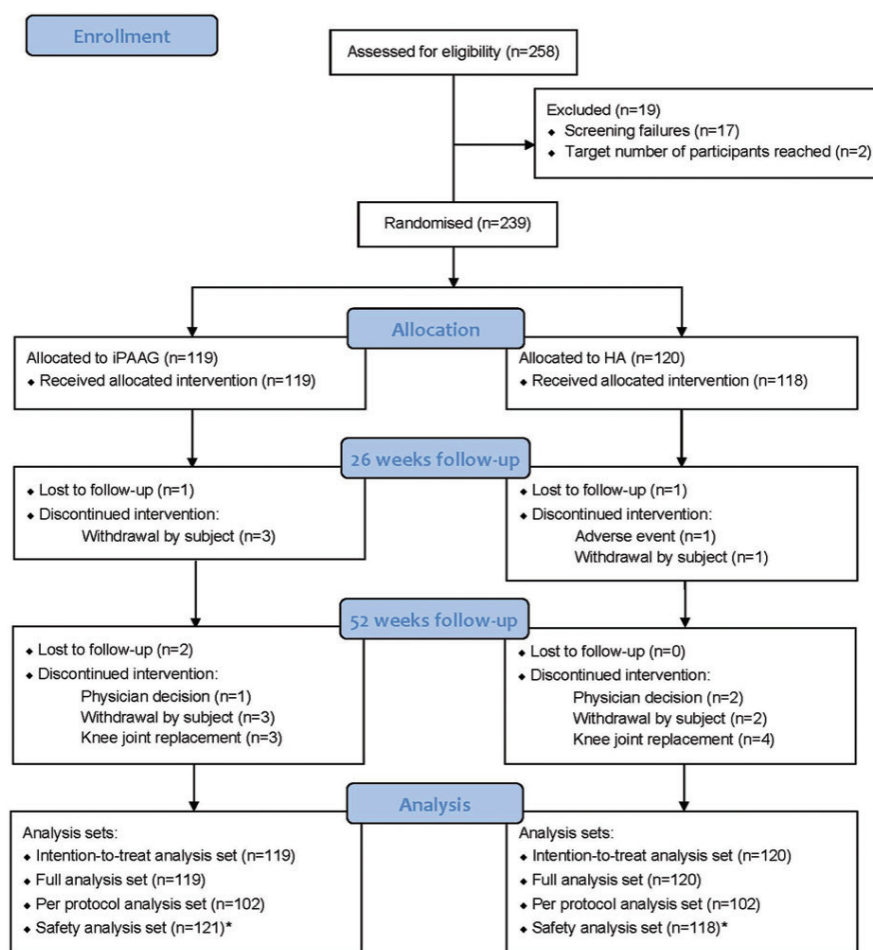 Enrollment
Assessed for eligibility (n=258)
Excluded (n=19)
⬥ Screening failures (n=17)
⬥ Target number of participants reached (n=2)
Randomised (n=239)
Allocation
Allocated to iPAAG (n=119)
⬥ Received allocated intervention (n=119)
Allocated to HA (n=120)
⬥ Received allocated intervention (n=118)
26 weeks follow-up
⬥ Lost to follow-up (n=1)
⬥ Discontinued intervention:
Withdrawal by subject (n=3)
⬥ Lost to follow-up (n=1)
⬥ Discontinued intervention:
Adverse event (n=1)
Withdrawal by subject (n=1)
52 weeks follow-up
⬥ Lost to follow-up (n=2)
⬥ Discontinued intervention:
Physician decision (n=1)
Withdrawal by subject (n=3)
Knee joint replacement (n=3)
⬥ Lost to follow-up (n=0)
⬥ Discontinued intervention:
Physician decision (n=2)
Withdrawal by subject (n=2)
Knee joint replacement (n=4)
Analysis
Analysis sets:
⬥ Intention-to-treat analysis set (n=119)
⬥ Full analysis set (n=119)
⬥ Per protocol analysis set (n=102)
⬥ Safety analysis set (n=121)*
Analysis sets:
⬥ Intention-to-treat analysis set (n=120)
⬥ Full analysis set (n=120)
⬥ Per protocol analysis set (n=102)
⬥ Safety analysis set (n=118)*